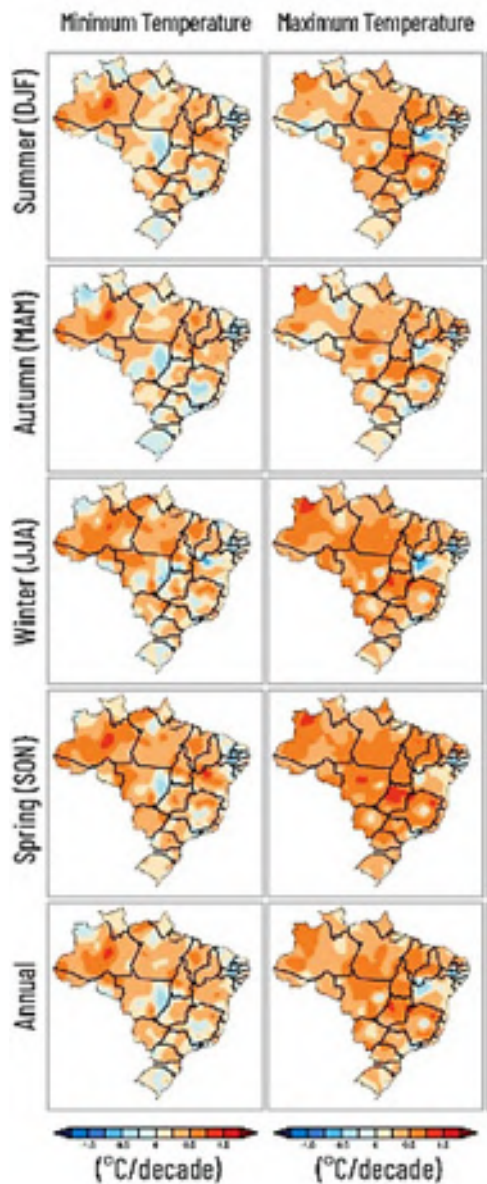 Minimum Temperature
Maximum Temperature
Summer (DJF)
Autumn (MAM)
Winter (JJA)
Spring (SON)
Annual
(°C/decade)
(°C/decade)